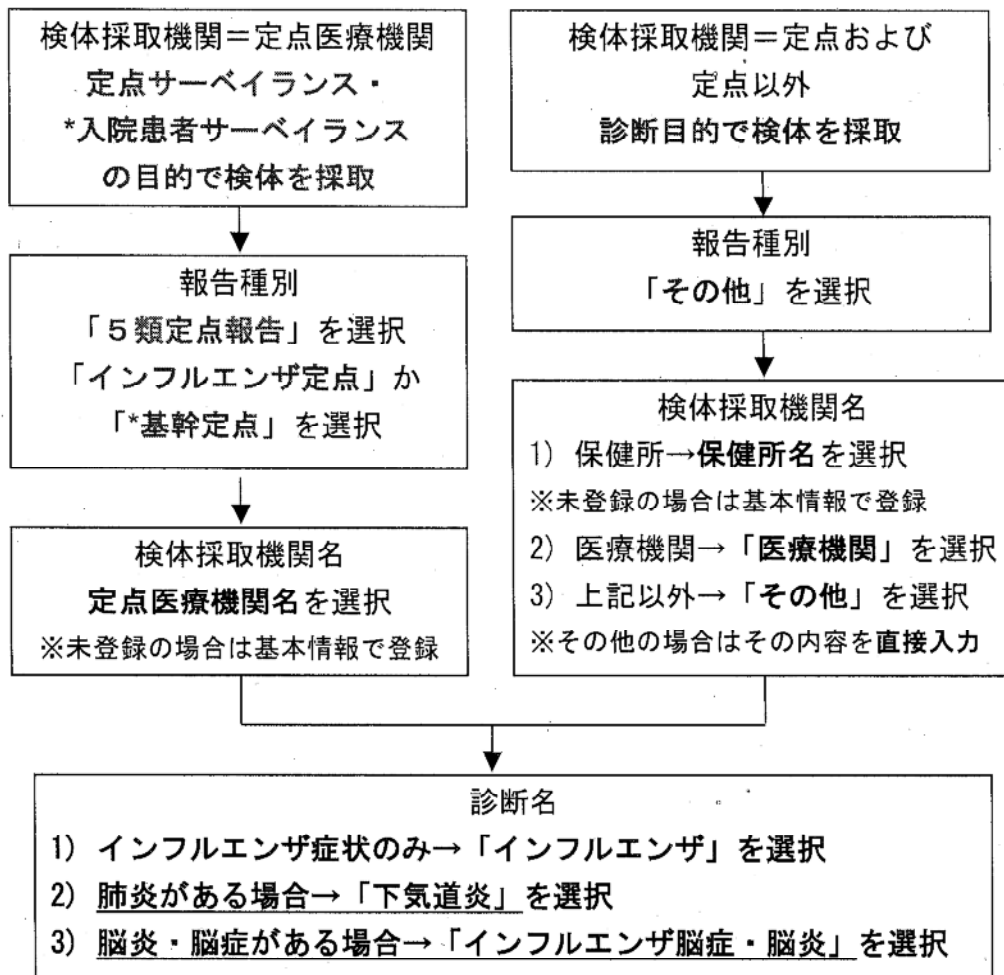 検体採取機関＝定点医療機関
定点サーベイランス・
*入院患者サーベイランス
の目的で検体を採取
報告種別
「５類定点報告」を選択
「インフルエンザ定点」か
「*基幹定点」を選択
検体採取機関名
定点医療機関名を選択
※未登録の場合は基本情報で登録
検体採取機関＝定点および
定点以外
診断目的で検体を採取
報告種別
「その他」を選択
検体採取機関名
1) 保健所→保健所名を選択
※未登録の場合は基本情報で登録
2) 医療機関→「医療機関」を選択
3) 上記以外→「その他」を選択
※その他の場合はその内容を直接入力
診断名
1) インフルエンザ症状のみ→「インフルエンザ」を選択
2) 肺炎がある場合→「下気道炎」を選択
3) 脳炎・脳症がある場合→「インフルエンザ脳症・脳炎」を選択